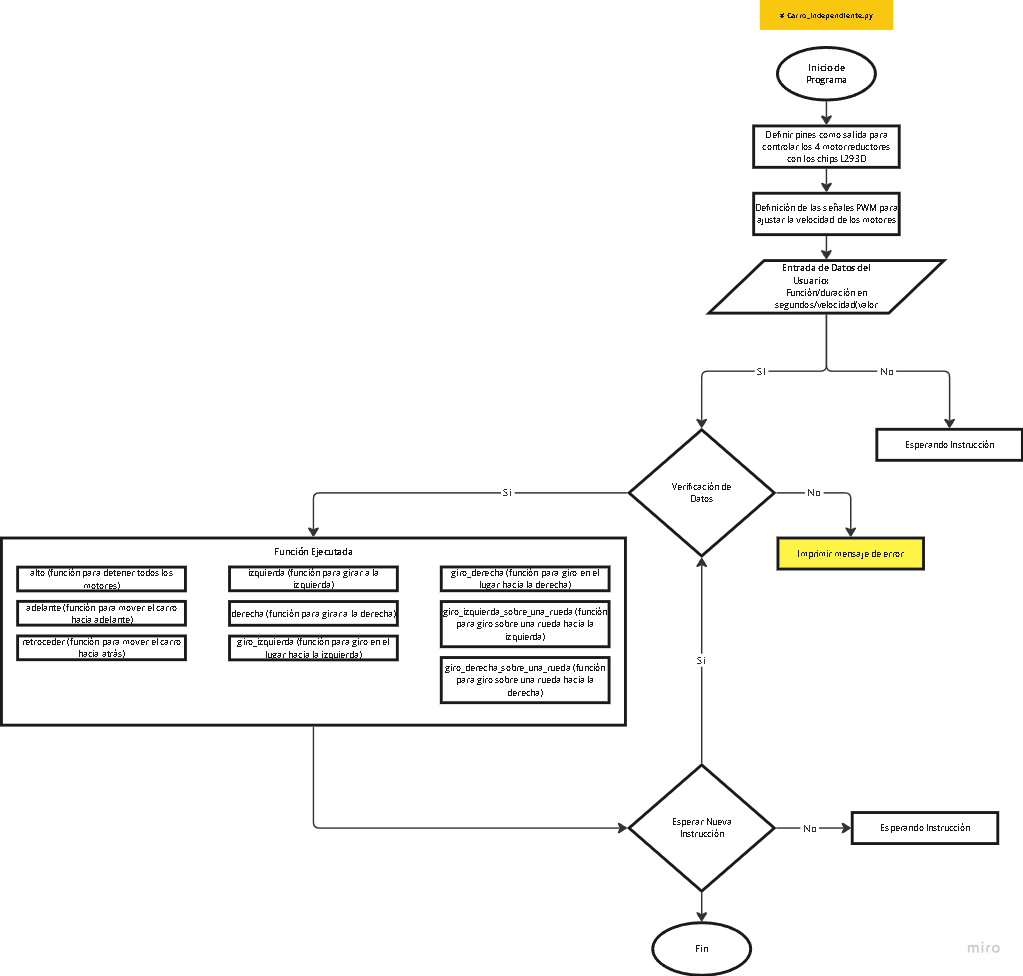 # Carro_Independiente.py
Inicio de
Programa
Definir pines como salida para
controlar los 4 motorreductores
con los chips L293D
Definición de las señales PWM para
ajustar la velocidad de los motores
Entrada de Datos del
Usuario:
Función/duración en
segundos/velocidad(valor
SI
No
Esperando Instrucción
Verificación de
Datos
Si
No
Imprimir mensaje de error
Función Ejecutada
alto (función para detener todos los
motores)
adelante (función para mover el carro
hacia adelante)
retroceder (función para mover el carro
hacia atrás)
izquierda (función para girar a la
izquierda)
derecha (función para girar a la derecha)
giro_izquierda (función para giro en el
lugar hacia la izquierda)
giro_derecha (función para giro en el
lugar hacia la derecha)
giro_izquierda_sobre_una_rueda (función
para giro sobre una rueda hacia la
izquierda)
giro_derecha_sobre_una_rueda (función
para giro sobre una rueda hacia la
derecha)
Si
Esperar Nueva
Instrucción
No
Esperando Instrucción
Fin
miro